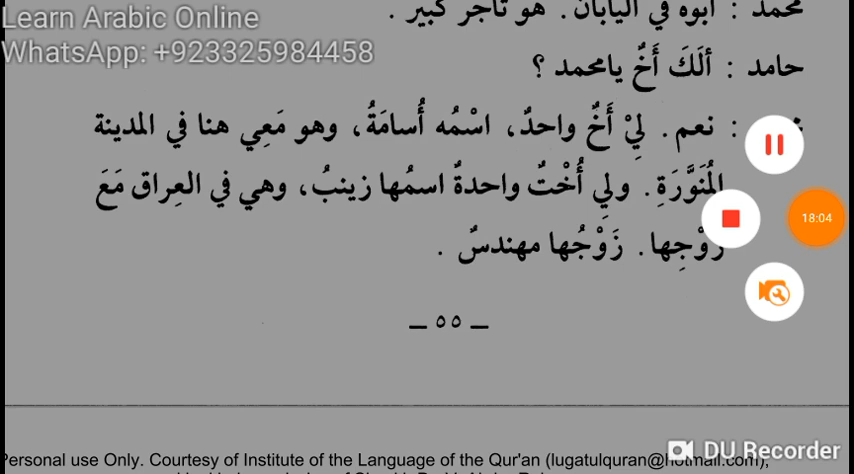 Learn Arabic Online
WhatsApp: +923325984458
محمد : أبوه في اليابان. هو تاجر كبير .
حامد : أَلَكَ أَخٌ يامحمد ؟
: نعم. لِيْ أَخٌ واحدٌ، اسْمُه أُسامَةُ، وهو مَعِي هنا في المدينة
المُنَوَّرَةِ. ولي أُخْتٌ واحدةٌ اسمُها زينبُ، وهي في العِراق مَعَ
زَوْجِها. زَوْجُها مهندسٌ .
18:04
— ٥٥ —
Personal use Only. Courtesy of Institute of the Language of the Qur'an (lugatulquran@hotmail.com),
DU Recorder